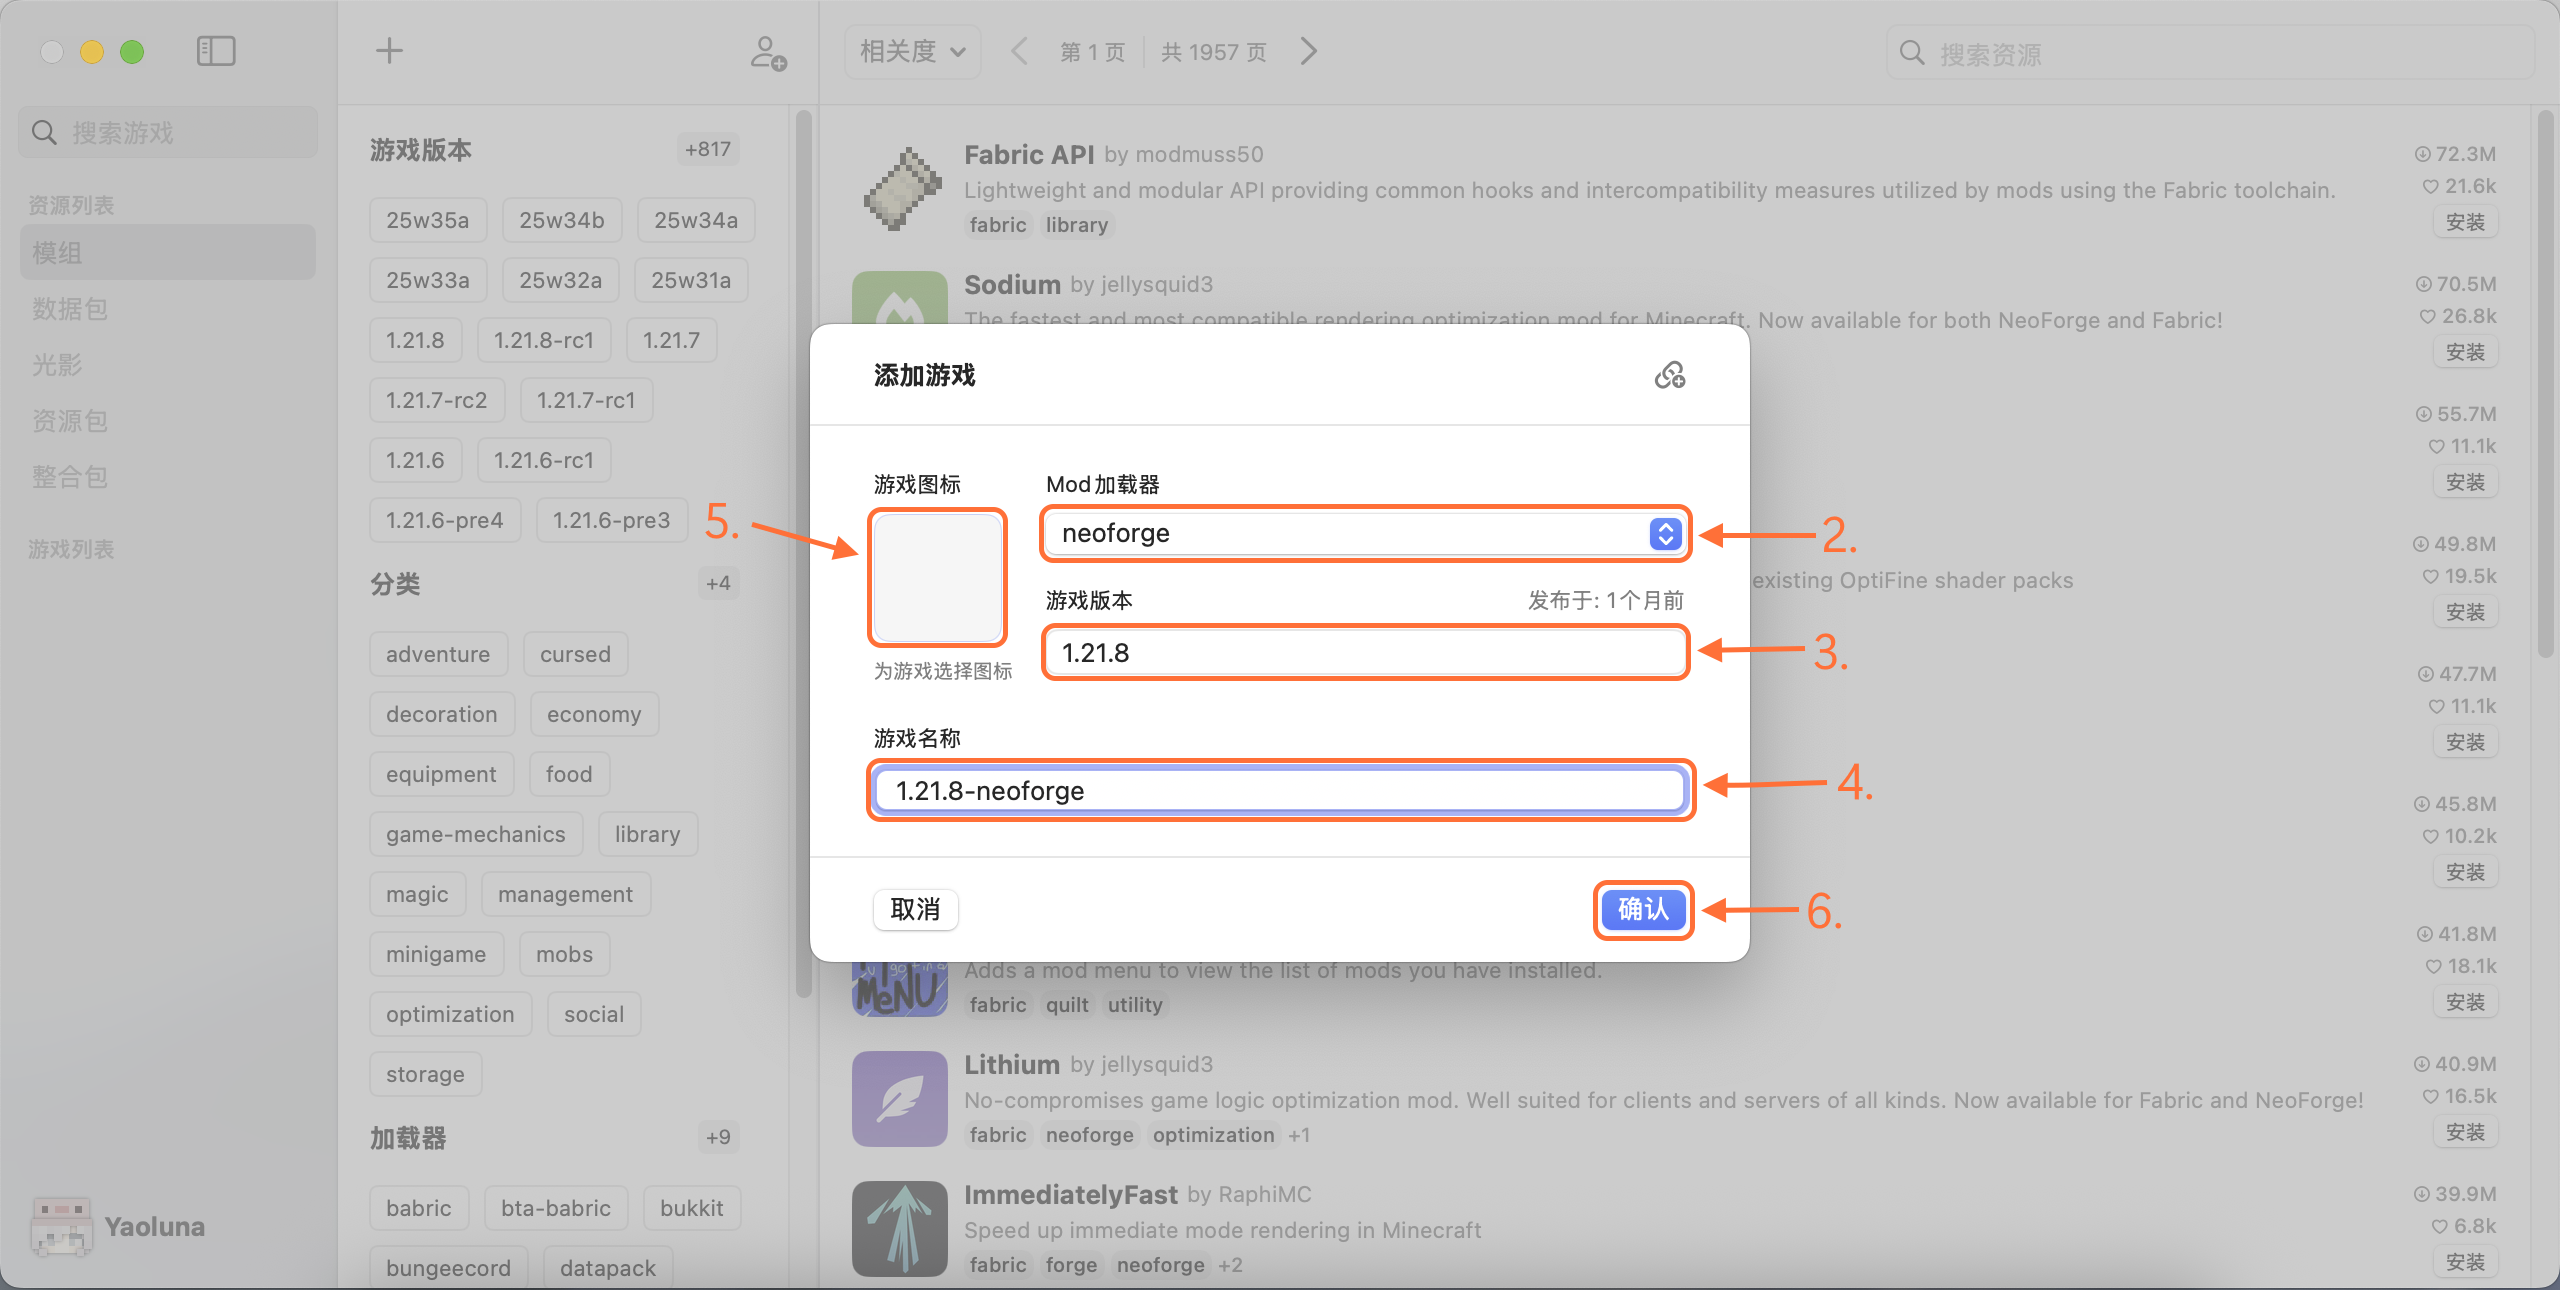 搜索游戏
资源列表
模组
数据包
光影
资源包
整合包
游戏列表
Yaoluna
游戏版本 +817
25w35a 25w34b 25w34a
25w33a 25w32a 25w31a
1.21.8 1.21.8-rc1 1.21.7
1.21.7-rc2 1.21.7-rc1
1.21.6 1.21.6-rc1
1.21.6-pre4 1.21.6-pre3
分类 +4
adventure cursed
decoration economy
equipment food
game-mechanics library
magic management
minigame mobs
optimization social
storage
加载器 +9
babric bta-babric bukkit
bungeecord datapack
相关度 第 1 页 共 1957 页 搜索资源
Fabric API by modmuss50 72.3M
Lightweight and modular API providing common hooks and intercompatibility measures utilized by mods using the Fabric toolchain. 21.6k
fabric library 安装
Sodium by jellysquid3 70.5M
The fastest and most compatible rendering optimization mod for Minecraft. Now available for both NeoForge and Fabric! 26.8k
安装
55.7M
11.1k
安装
49.8M
existing OptiFine shader packs 19.5k
安装
47.7M
11.1k
安装
45.8M
10.2k
安装
41.8M
Adds a mod menu to view the list of mods you have installed. 18.1k
MeNU
fabric quilt utility 安装
Lithium by jellysquid3 40.9M
No-compromises game logic optimization mod. Well suited for clients and servers of all kinds. Now available for Fabric and NeoForge! 16.5k
fabric neoforge optimization +1 安装
ImmediatelyFast by RaphiMC 39.9M
Speed up immediate mode rendering in Minecraft 6.8k
fabric forge neoforge +2 安装
添加游戏
游戏图标
为游戏选择图标
5.
Mod加载器
neoforge
2.
游戏版本 发布于: 1个月前
1.21.8
3.
游戏名称
1.21.8-neoforge
4.
取消 确认
6.